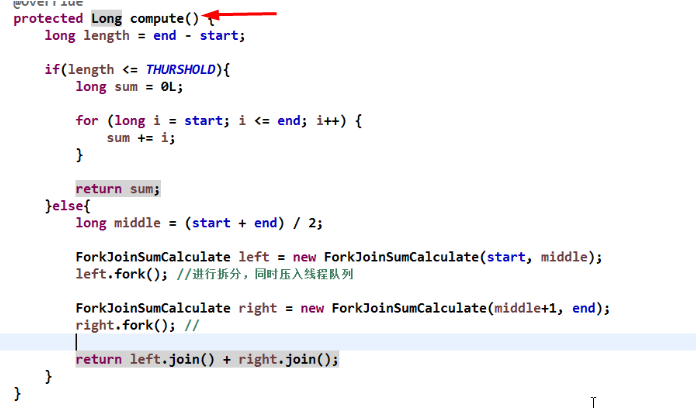 @Override
protected Long compute() {
long length = end - start;
if(length <= THURSHOLD){
long sum = 0L;
for (long i = start; i <= end; i++) {
sum += i;
}
return sum;
}else{
long middle = (start + end) / 2;
ForkJoinSumCalculate left = new ForkJoinSumCalculate(start, middle);
left.fork(); //进行拆分，同时压入线程队列
ForkJoinSumCalculate right = new ForkJoinSumCalculate(middle+1, end);
right.fork(); //
return left.join() + right.join();
}
}